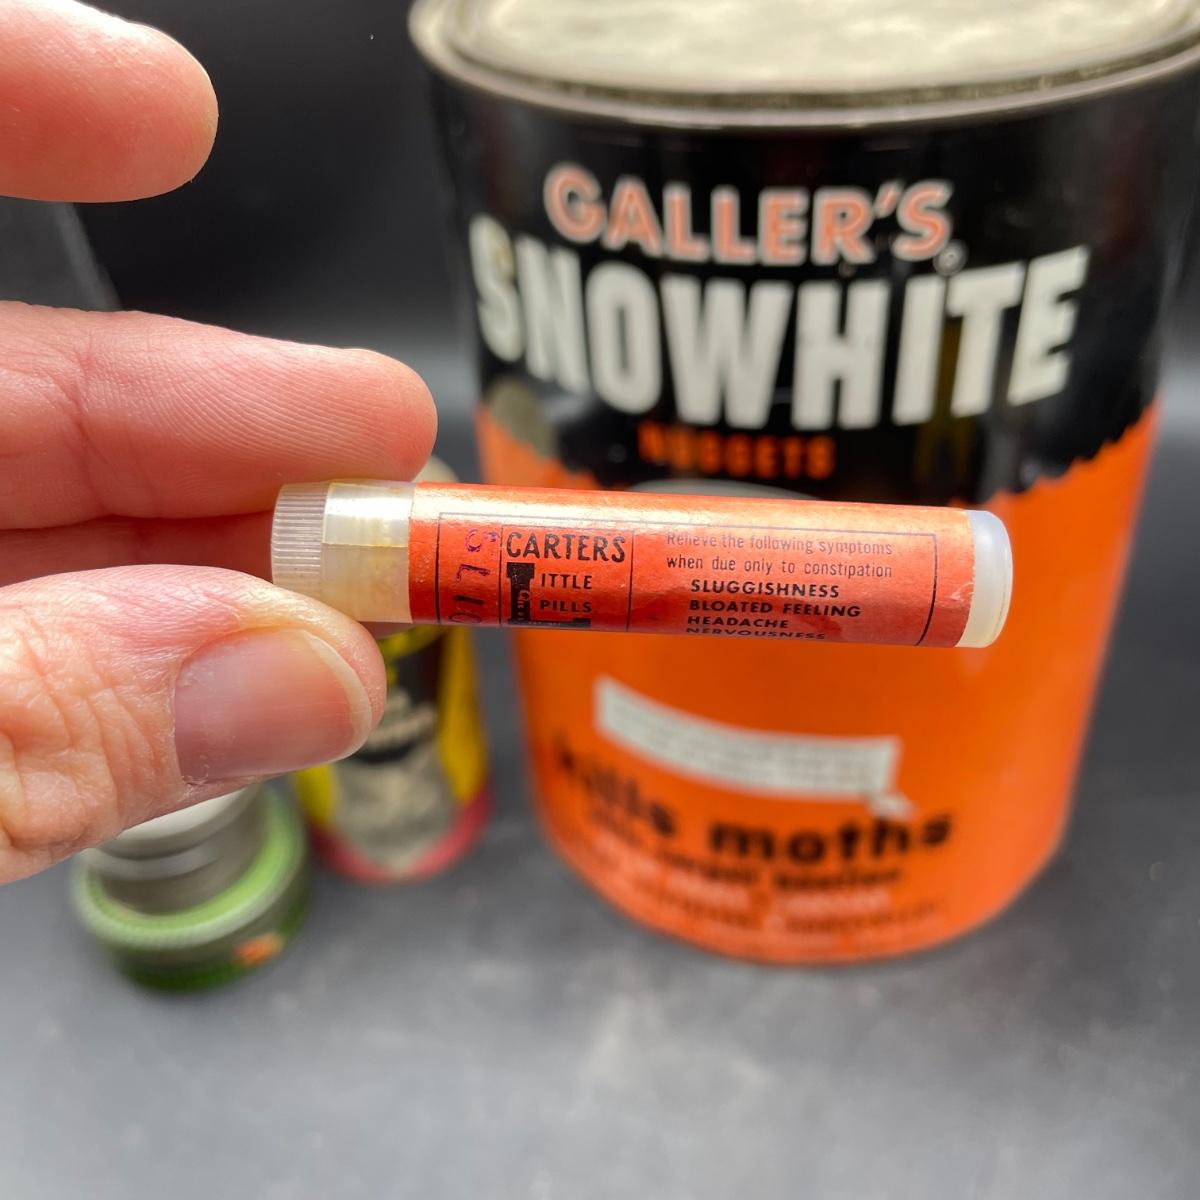 GALLER'S
SNOWHITE
NUGGETS
CARTERS
LITTLE
PILLS
Relieve the following symptoms
when due only to constipation
SLUGGISHNESS
BLOATED FEELING
HEADACHE
NERVOUSNESS
kills moths